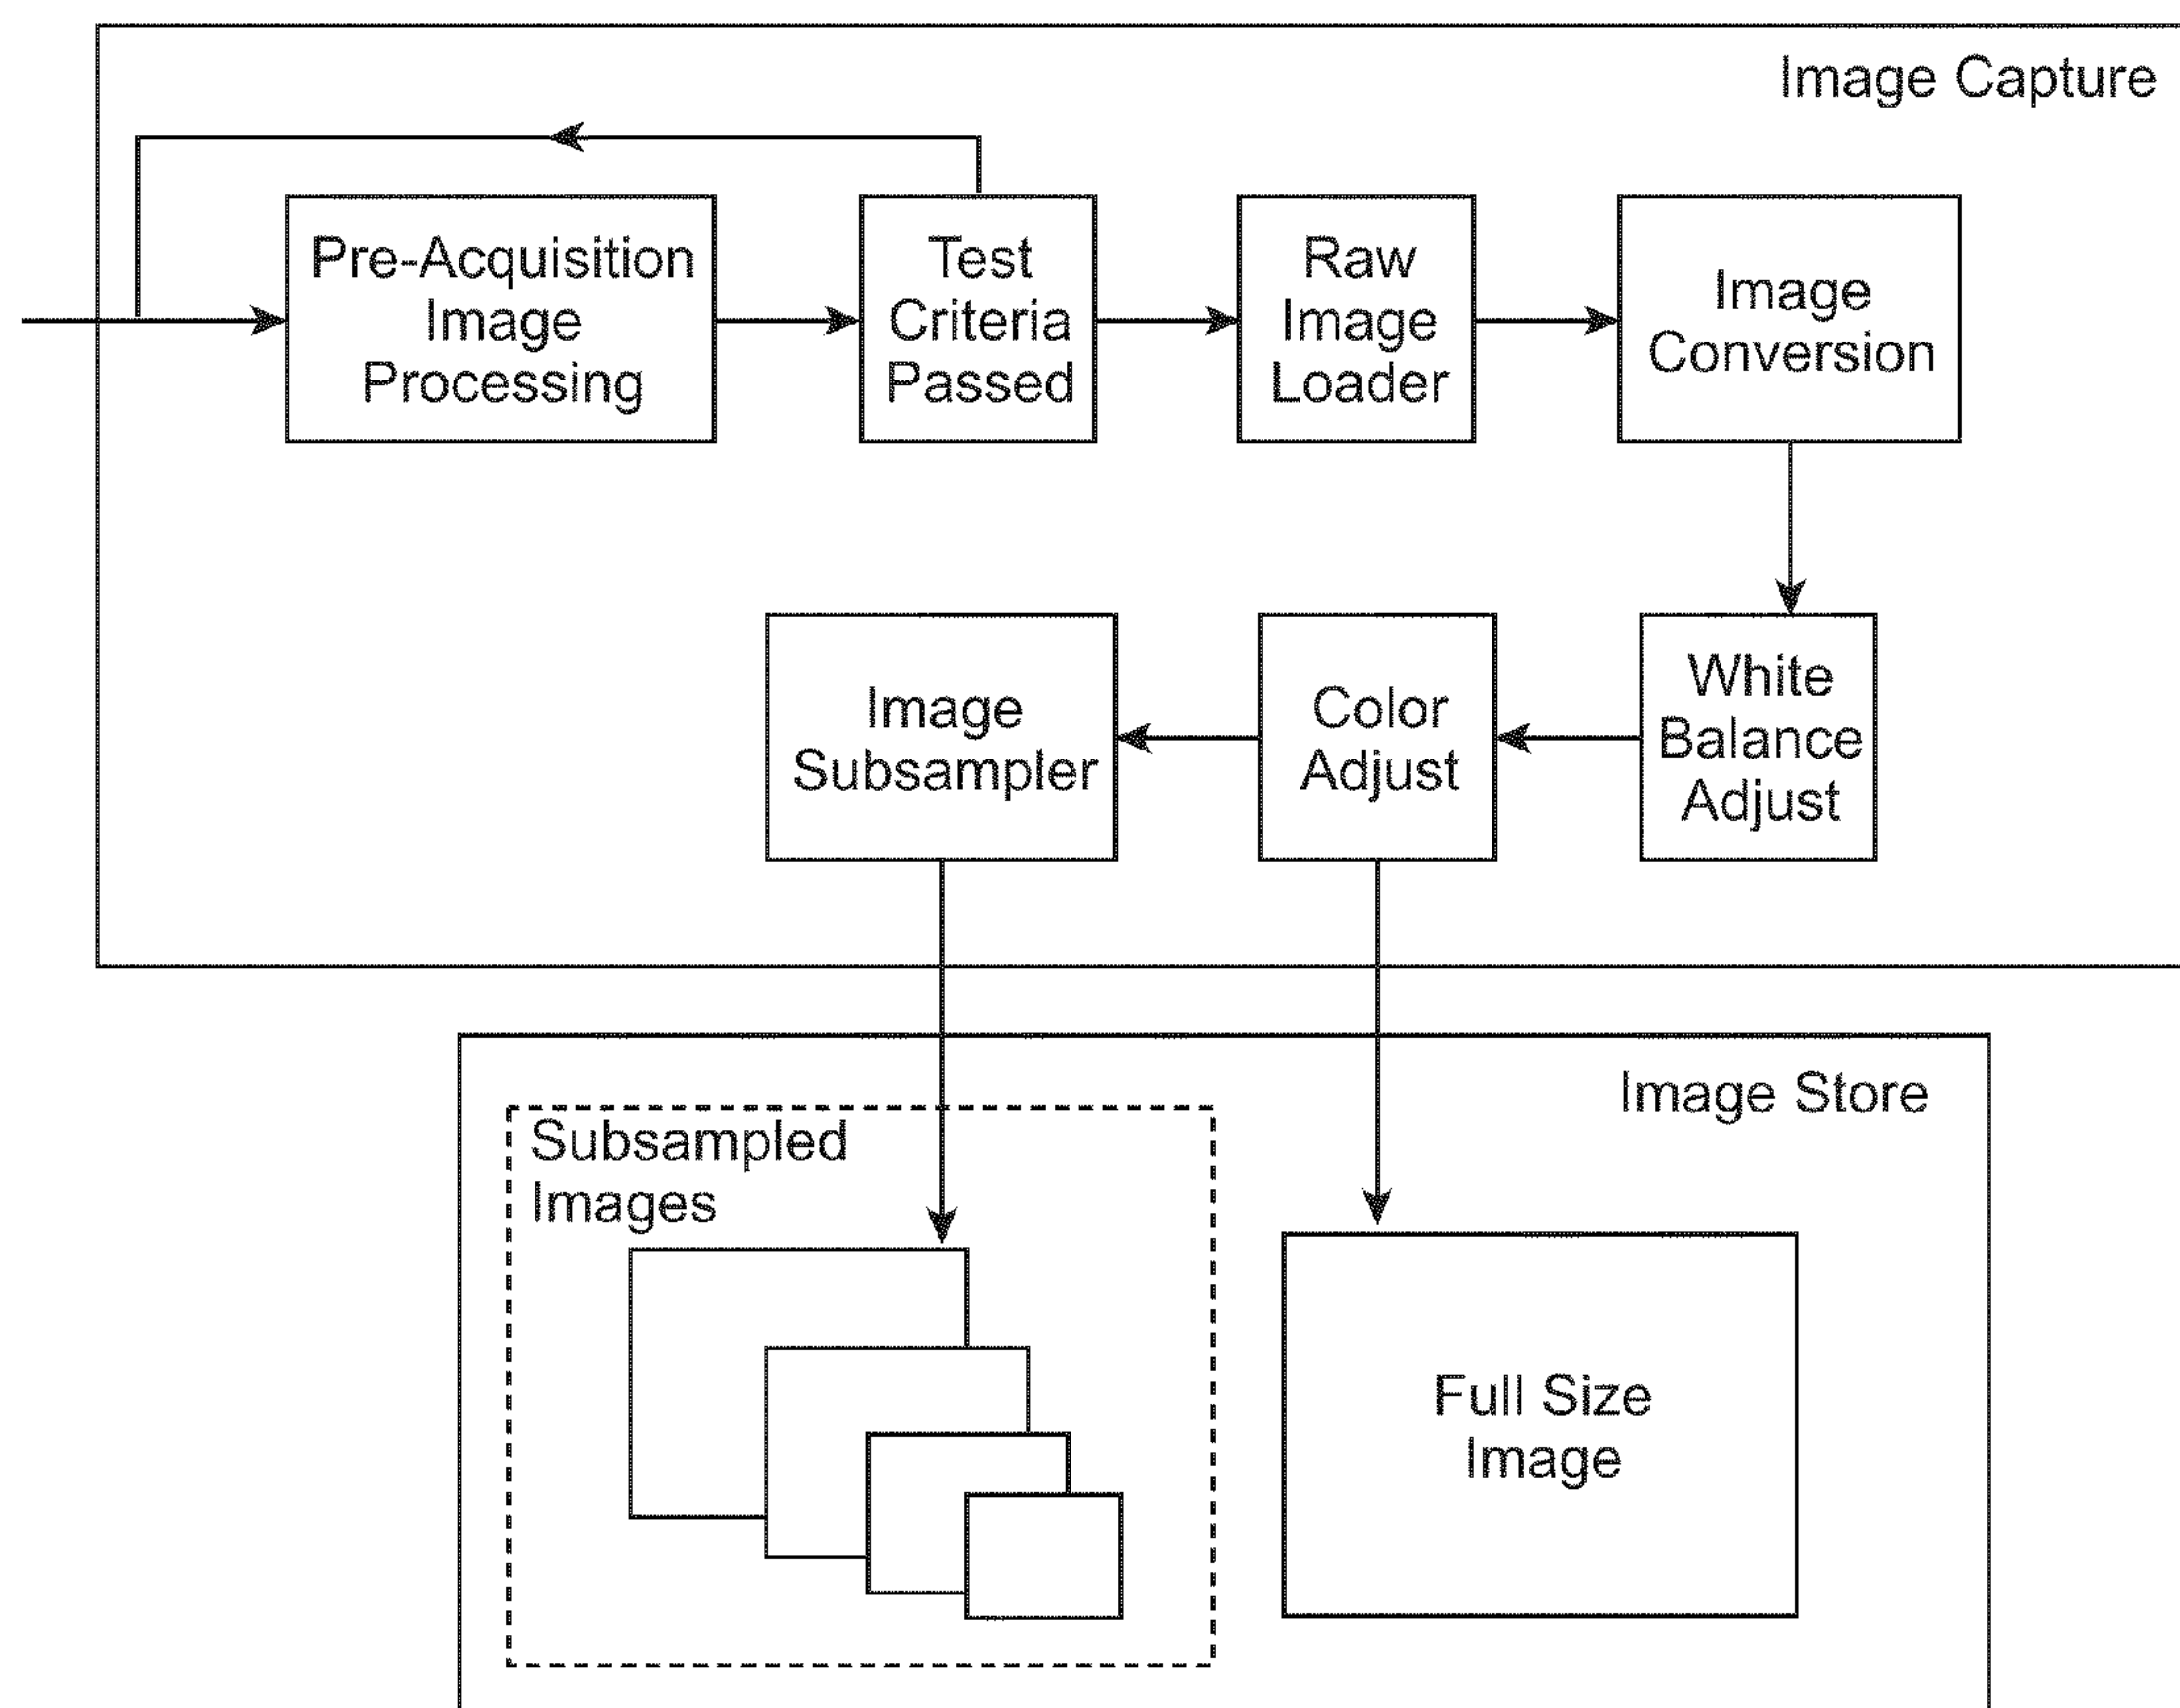 Image Capture
Pre-Acquisition
Image
Processing
Test
Criteria
Passed
Raw
Image
Loader
Image
Conversion
Image
Subsampler
Color
Adjust
White
Balance
Adjust
Image Store
Subsampled
Images
Full Size
Image